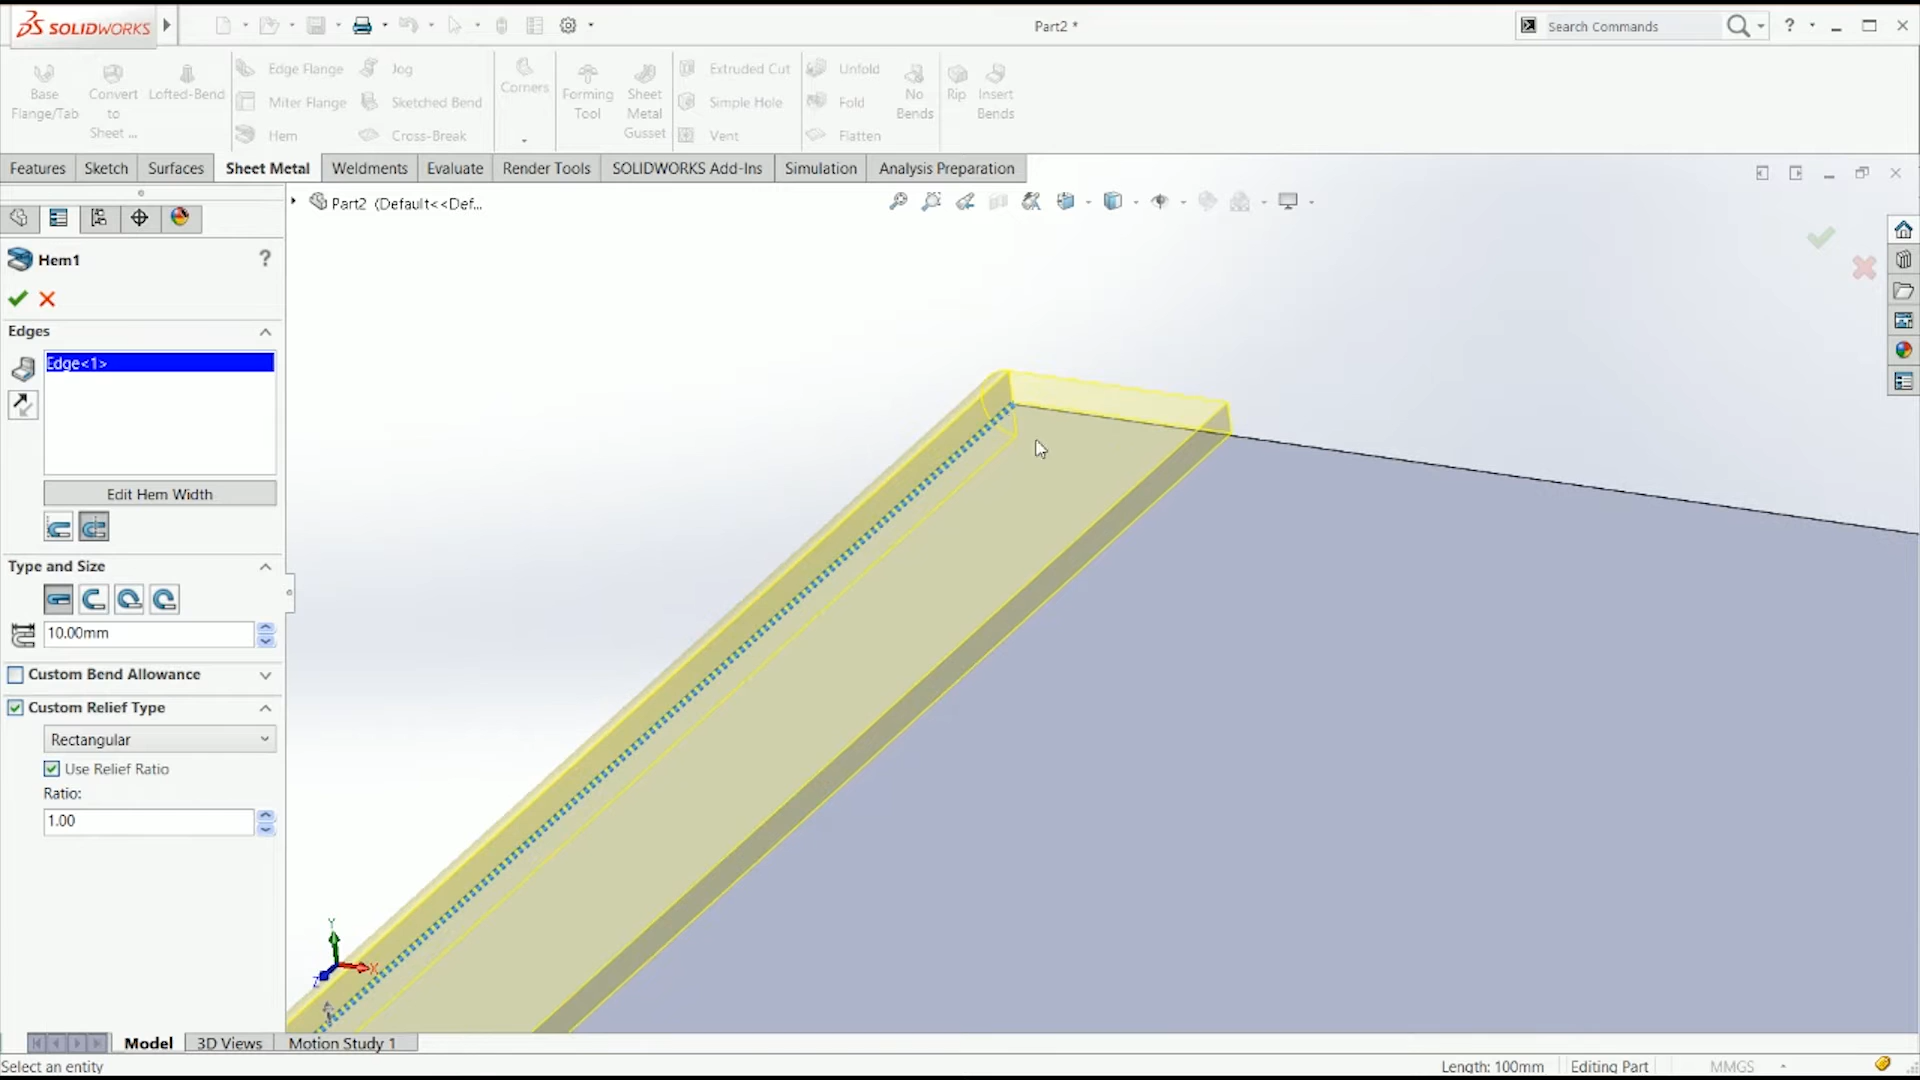 SOLIDWORKS
Part2 *
Search Commands
?
Base Flange/Tab
Convert to Sheet ...
Lofted-Bend
Edge Flange
Miter Flange
Hem
Jog
Sketched Bend
Cross-Break
Corners
Forming Tool
Sheet Metal Gusset
Extruded Cut
Simple Hole
Vent
Unfold
Fold
Flatten
No Bends
Rip
Insert Bends
Features Sketch Surfaces Sheet Metal Weldments Evaluate Render Tools SOLIDWORKS Add-Ins Simulation Analysis Preparation
Part2 (Default<<Def...
Hem1
?
Edges
Edge<1>
Edit Hem Width
Type and Size
10.00mm
Custom Bend Allowance
Custom Relief Type
Rectangular
Use Relief Ratio
Ratio:
1.00
Y
X
Z
Model 3D Views Motion Study 1
Select an entity
Length: 100mm
Editing Part
MMGS